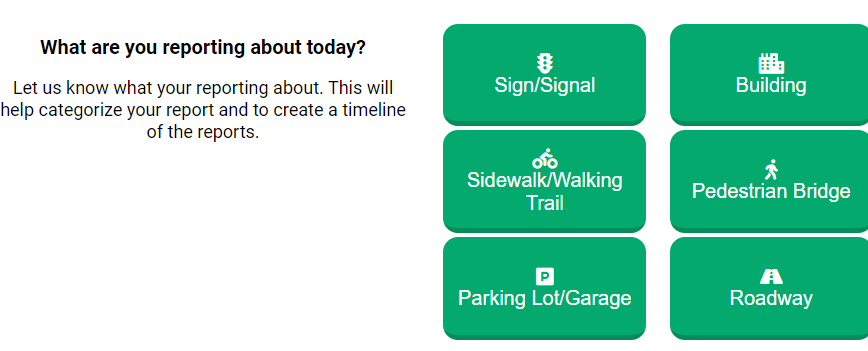 What are you reporting about today?
Let us know what your reporting about. This will
help categorize your report and to create a timeline
of the reports.
Sign/Signal
Building
Sidewalk/Walking
Trail
Pedestrian Bridge
P
Parking Lot/Garage
Roadway